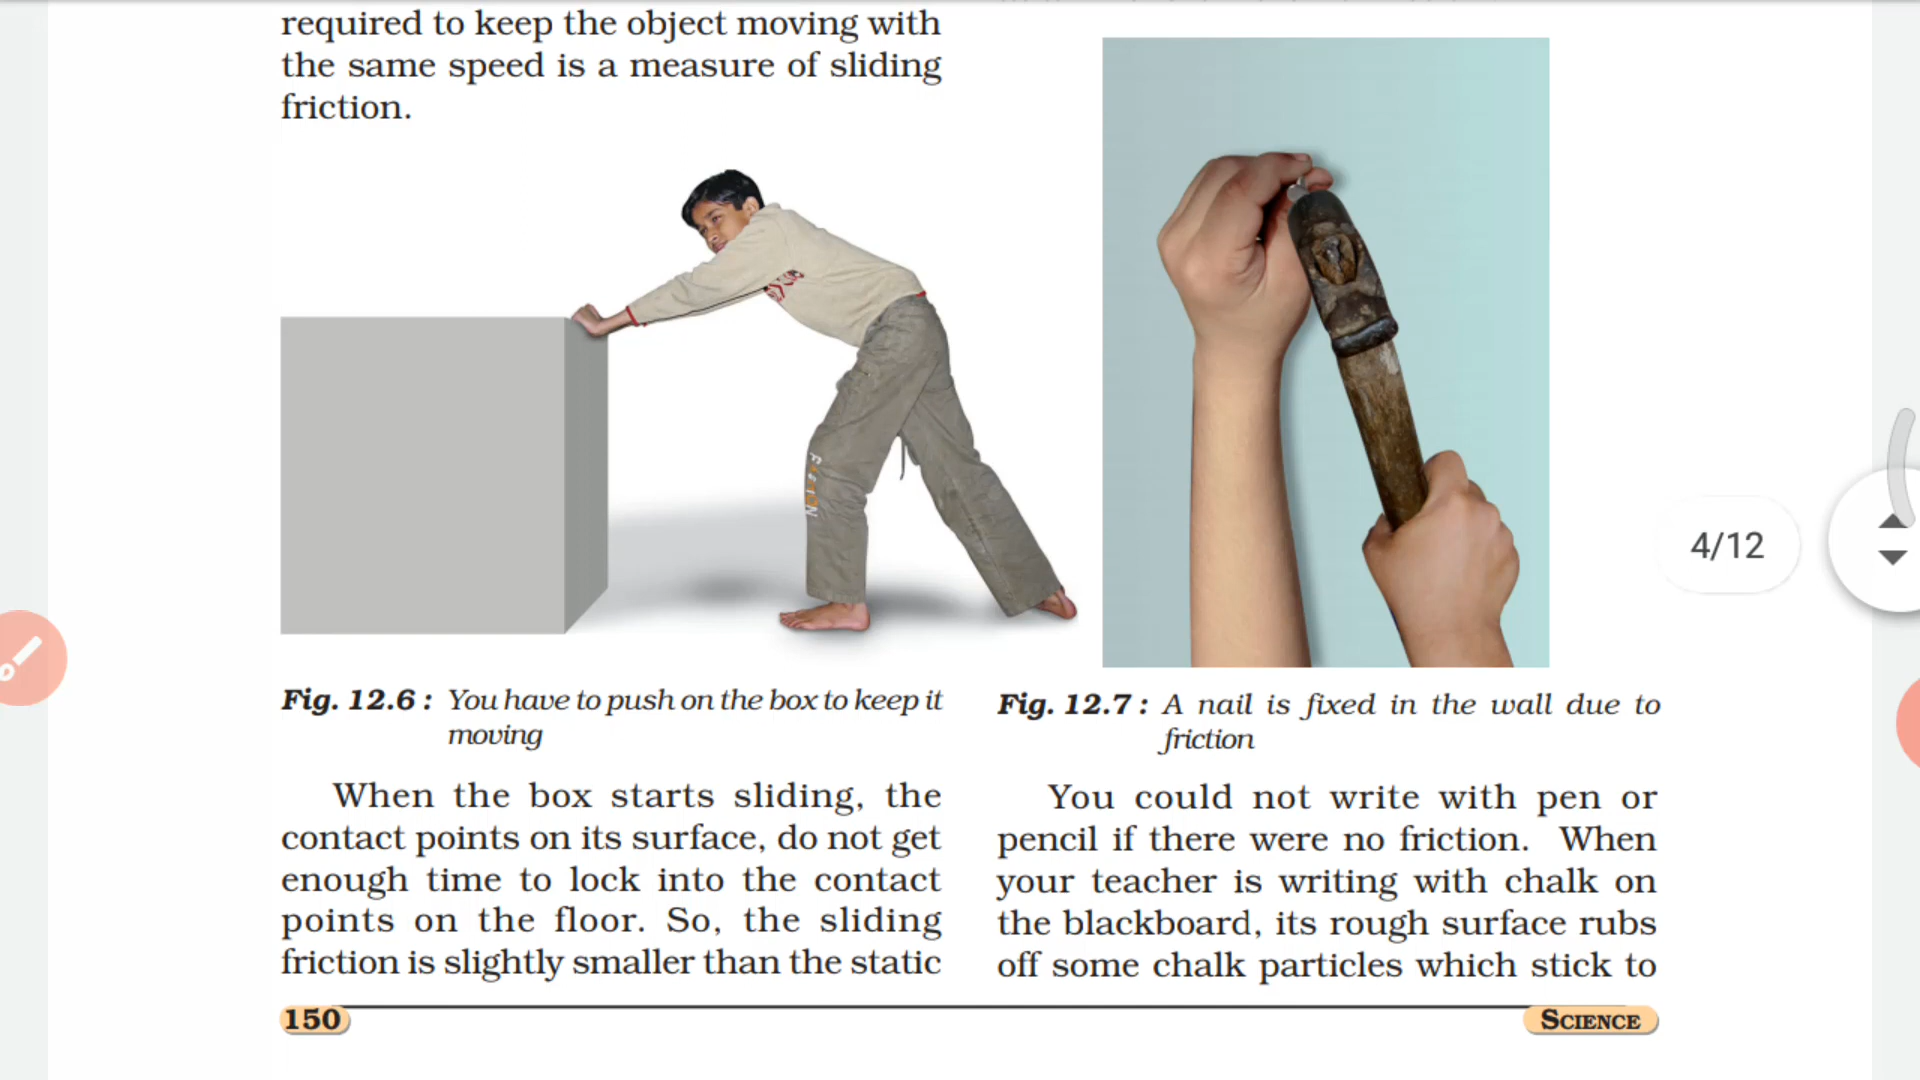 required to keep the object moving with
the same speed is a measure of sliding
friction.
Fig. 12.6 : You have to push on the box to keep it
moving
When the box starts sliding, the
contact points on its surface, do not get
enough time to lock into the contact
points on the floor. So, the sliding
friction is slightly smaller than the static
Fig. 12.7 : A nail is fixed in the wall due to
friction
You could not write with pen or
pencil if there were no friction. When
your teacher is writing with chalk on
the blackboard, its rough surface rubs
off some chalk particles which stick to
4/12
150
SCIENCE